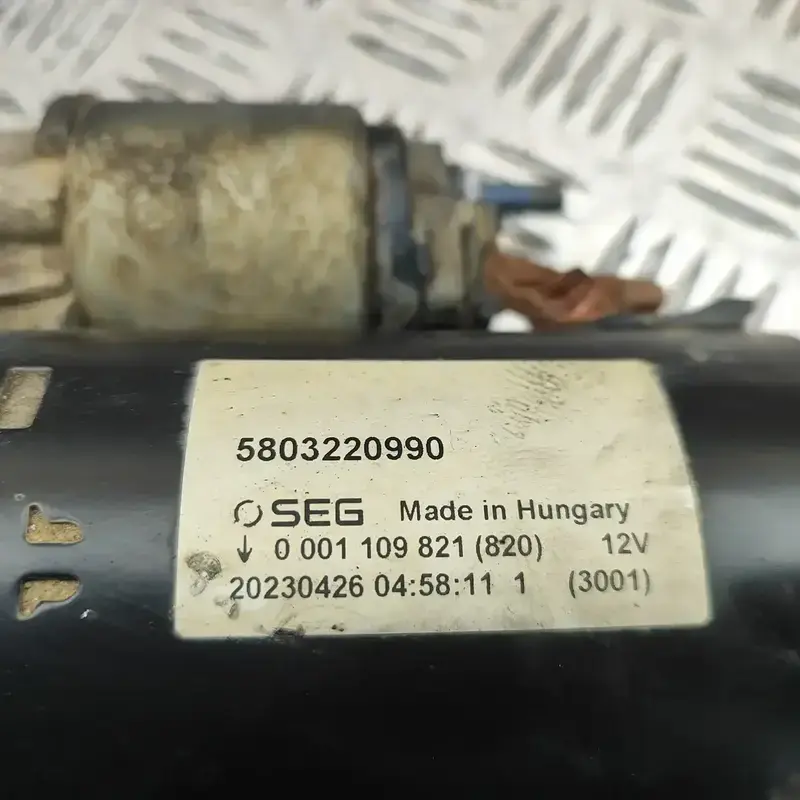 5803220990
SEG Made in Hungary
↓ 0 001 109 821 (820) 12V
20230426 04:58:11 1 (3001)